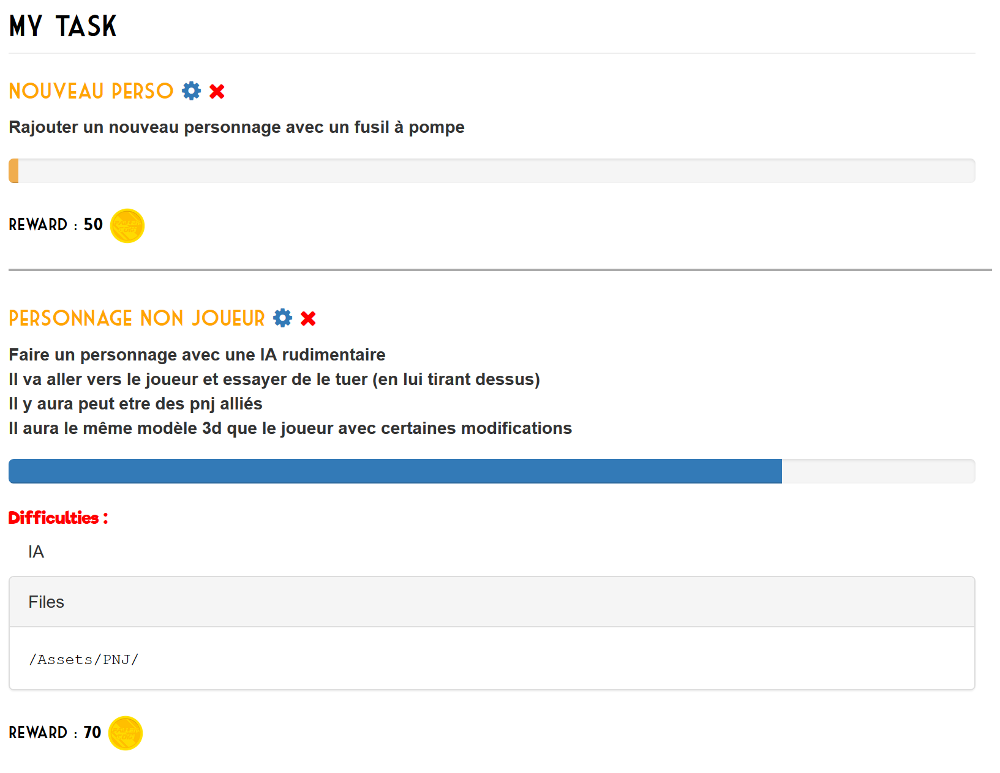 MY TASK
NOUVEAU PERSO
Rajouter un nouveau personnage avec un fusil à pompe
REWARD : 50
PERSONNAGE NON JOUEUR
Faire un personnage avec une IA rudimentaire
Il va aller vers le joueur et essayer de le tuer (en lui tirant dessus)
Il y aura peut etre des pnj alliés
Il aura le même modèle 3d que le joueur avec certaines modifications
Difficulties :
IA
Files
/Assets/PNJ/
REWARD : 70